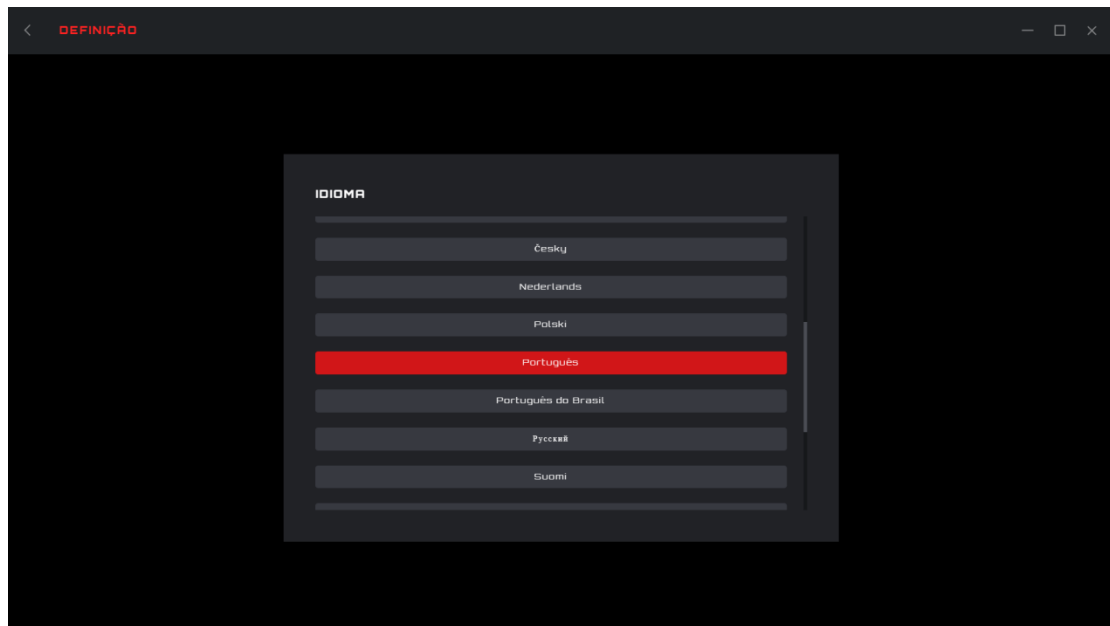 DEFINIÇÃO
IDIOMA
Česky
Nederlands
Polski
Português
Português do Brasil
Русский
Suomi